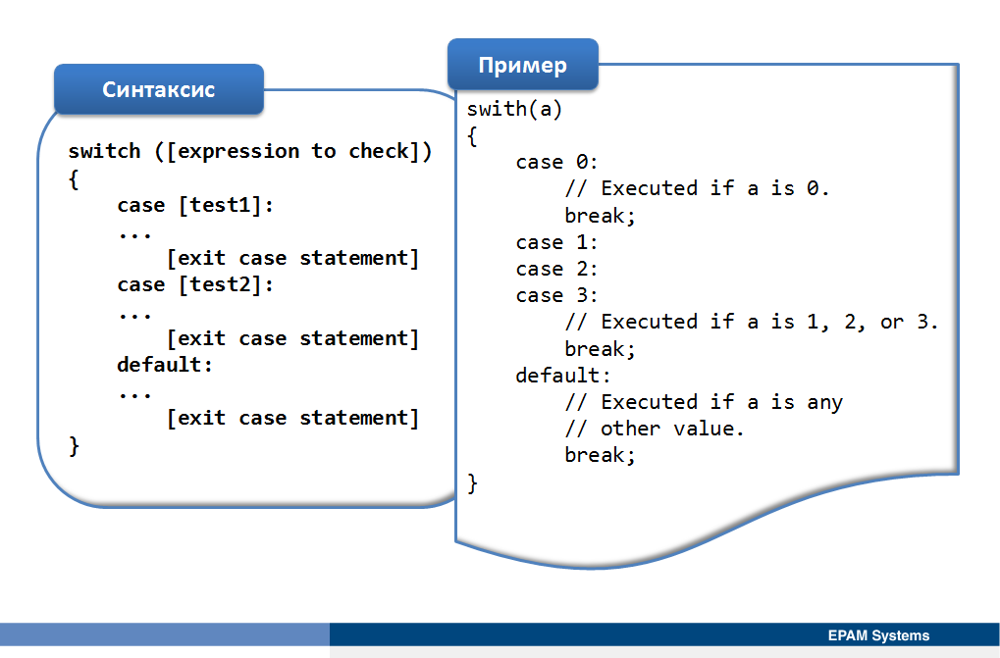 Синтаксис
switch ([expression to check])
{
    case [test1]:
    ...
        [exit case statement]
    case [test2]:
    ...
        [exit case statement]
    default:
    ...
        [exit case statement]
}
Пример
swith(a)
{
    case 0:
        // Executed if a is 0.
        break;
    case 1:
    case 2:
    case 3:
        // Executed if a is 1, 2, or 3.
        break;
    default:
        // Executed if a is any
        // other value.
        break;
}
EPAM Systems